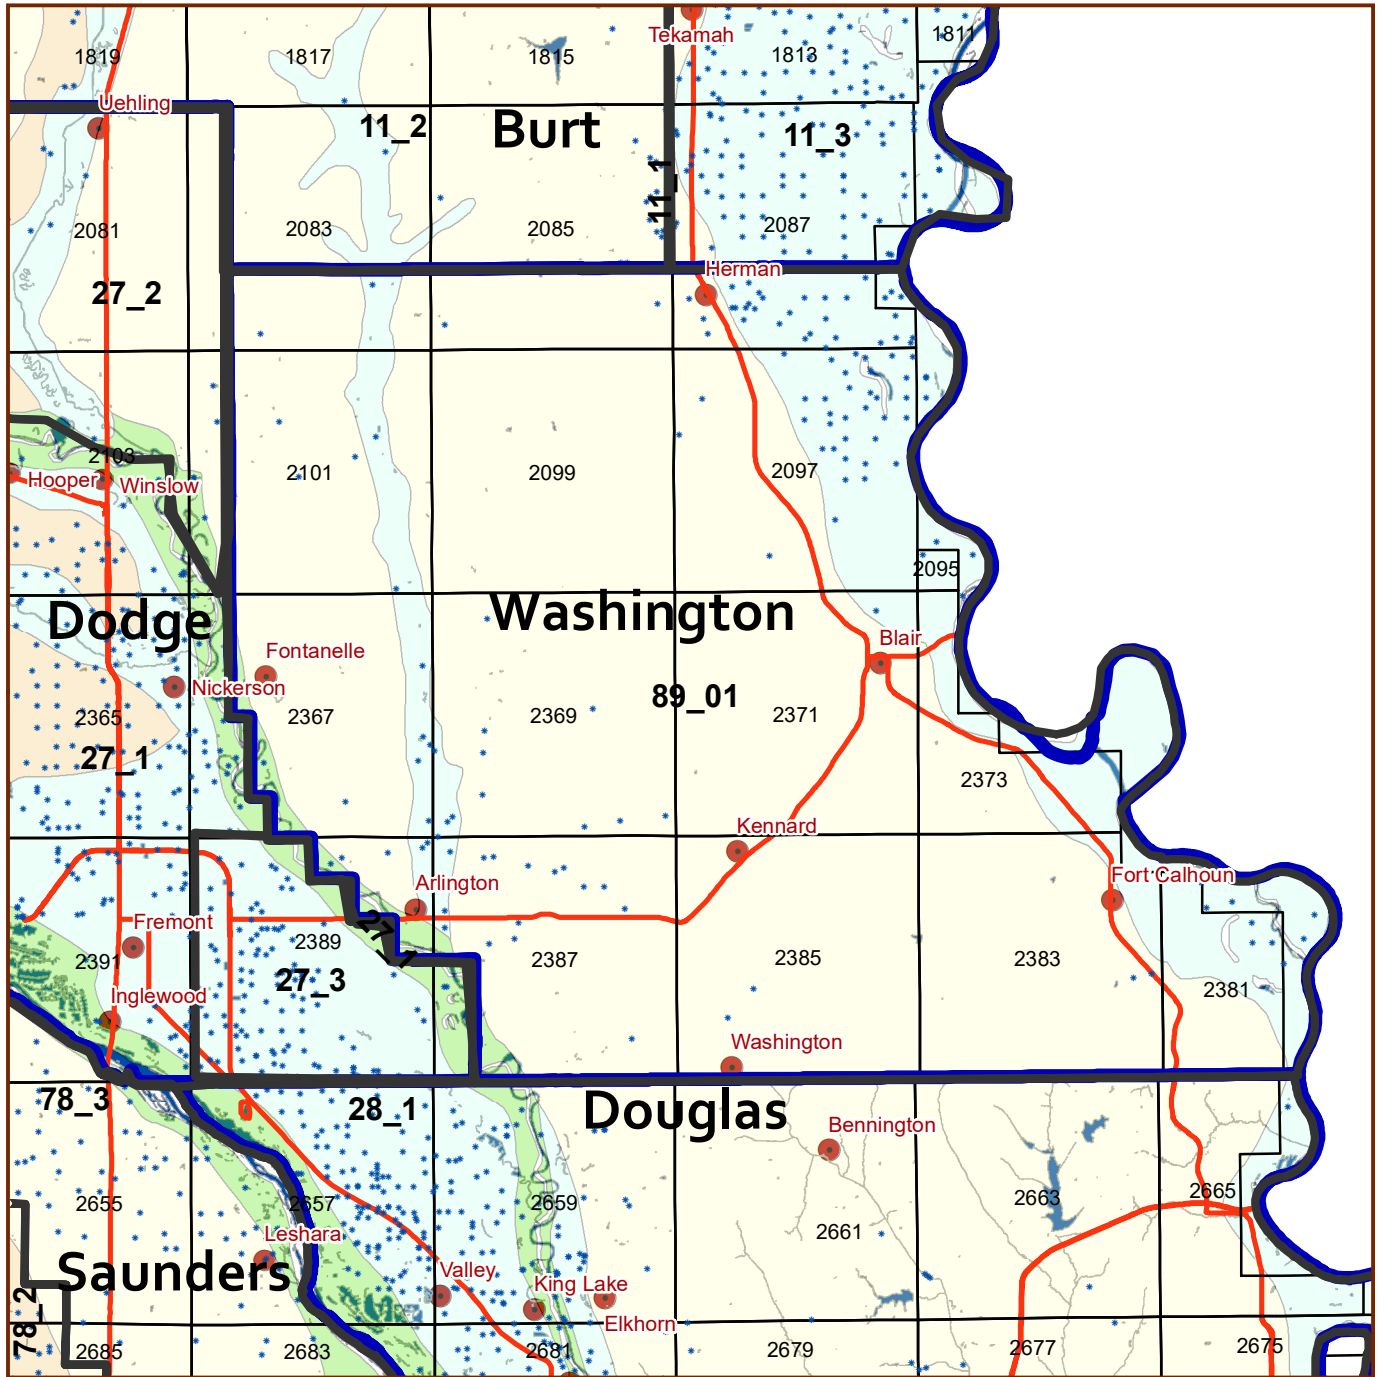 Tekamah
1811
1819
1817
1815
1813
Uehling
11_2
Burt
11_3
11_1
2081
2083
2085
2087
27_2
Herman
2103
Hooper
Winslow
2101
2099
2097
2095
Dodge
Washington
Fontanelle
Blair
Nickerson
89_01
2365
2367
2369
2371
27_1
2373
Kennard
Arlington
Fort Calhoun
Fremont
27_1
2389
2391
2387
2385
2383
27_3
2381
Inglewood
Washington
78_3
28_1
Douglas
Bennington
2655
2657
2659
2661
2663
2665
Leshara
Saunders
Valley
King Lake
78_2
Elkhorn
2685
2683
2681
2679
2677
2675